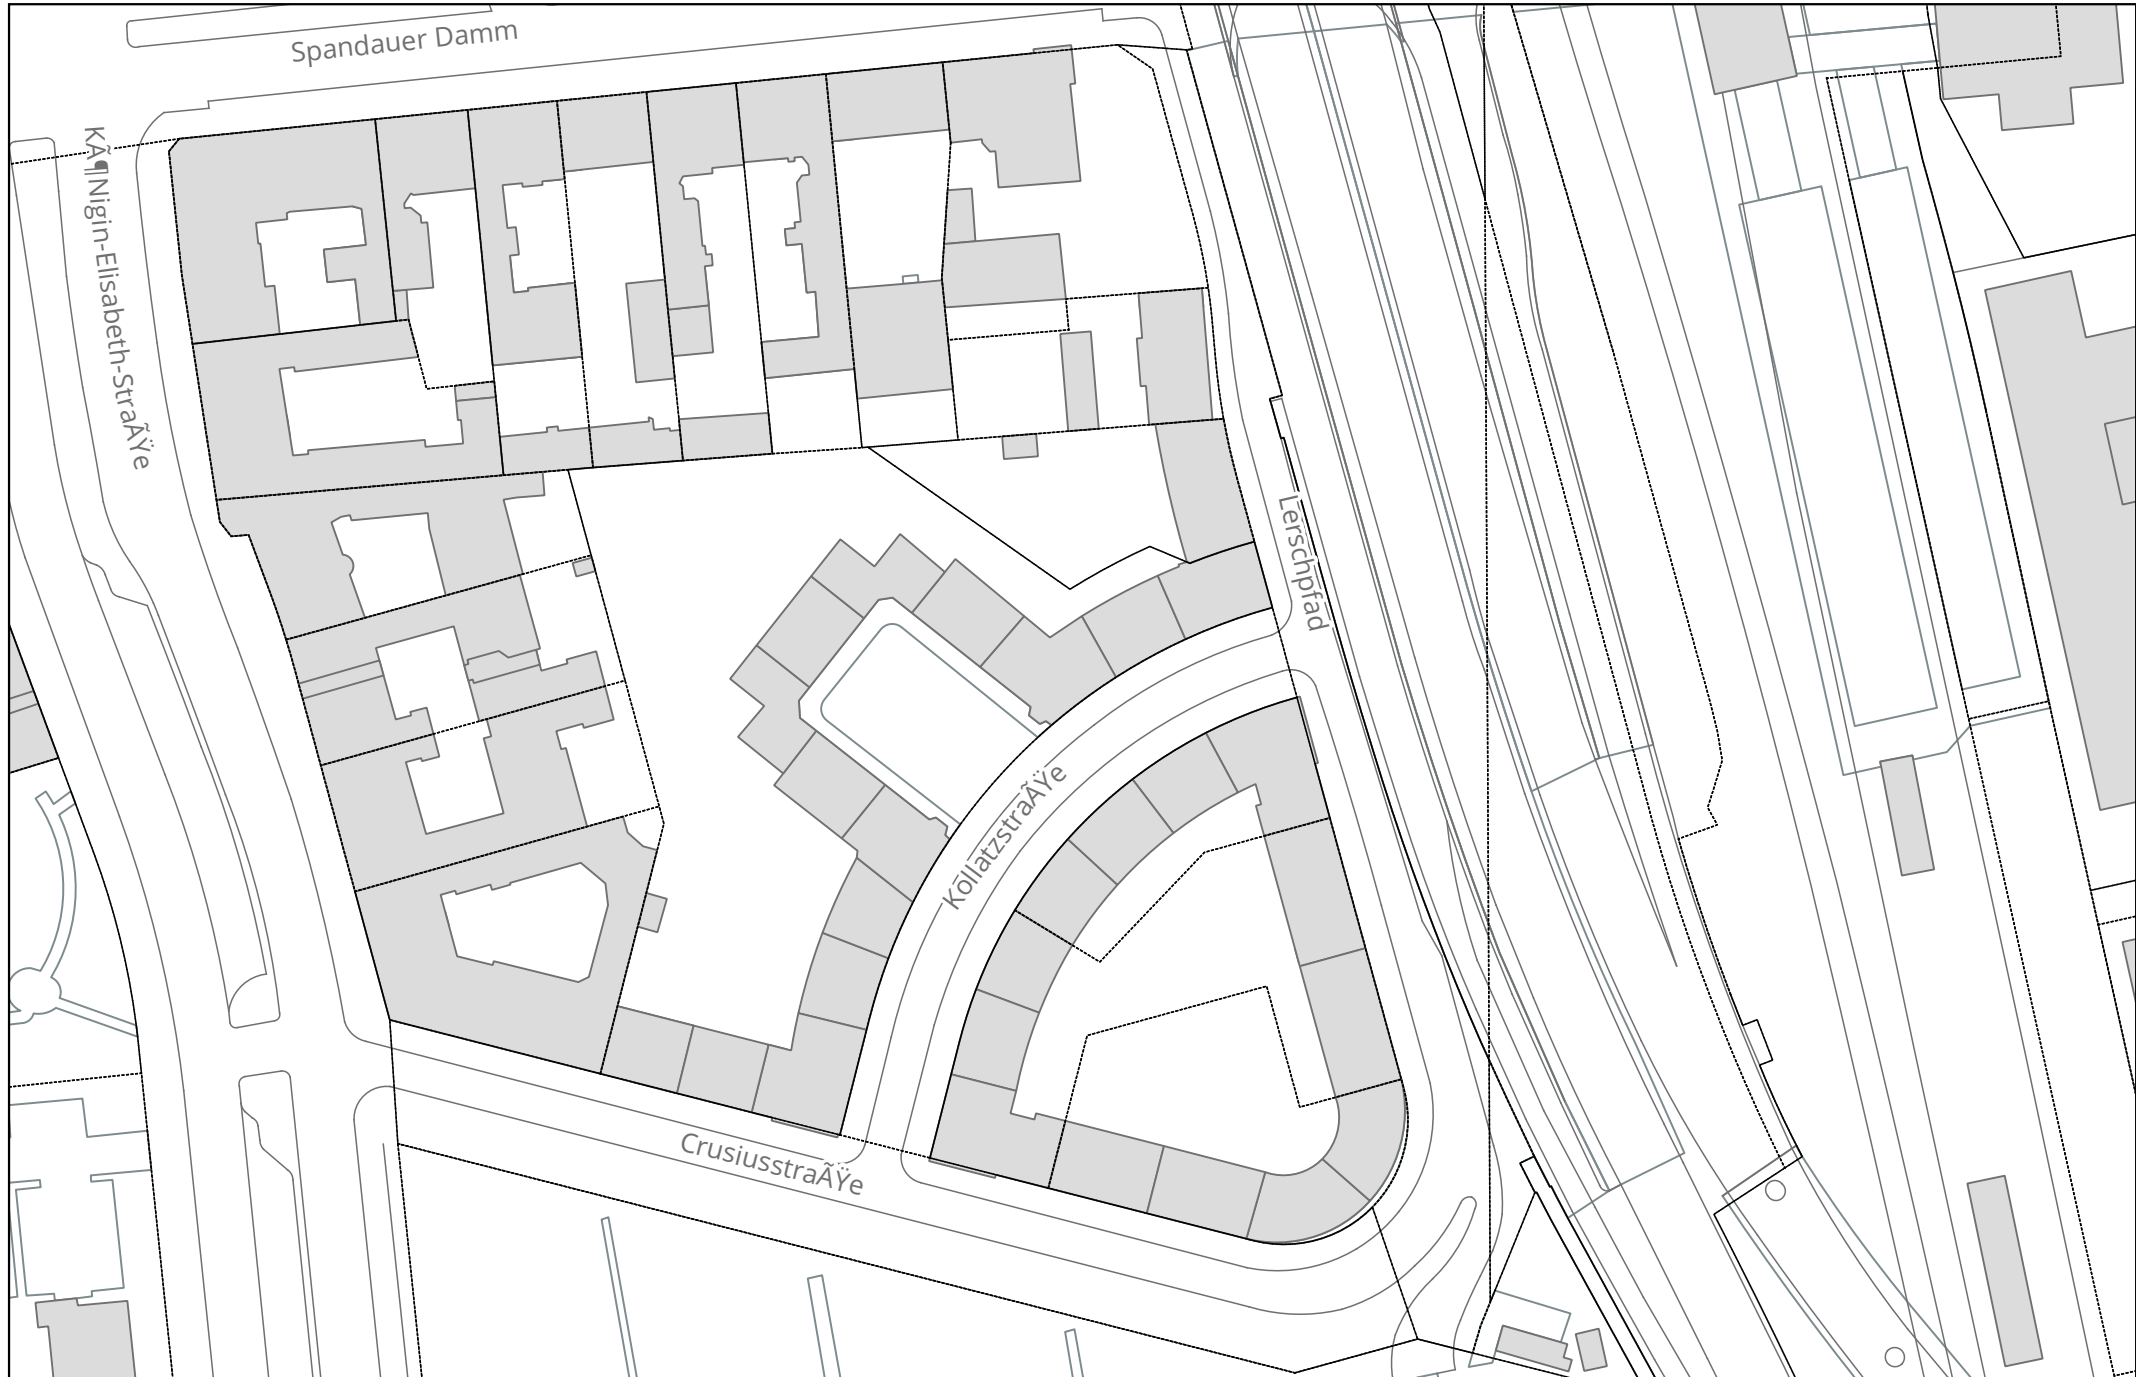 Spandauer Damm
KÃ¶Nigin-Elisabeth-StraÃŸe
Lerschpfad
KöllatzstraÃŸe
CrusiusstraÃŸe